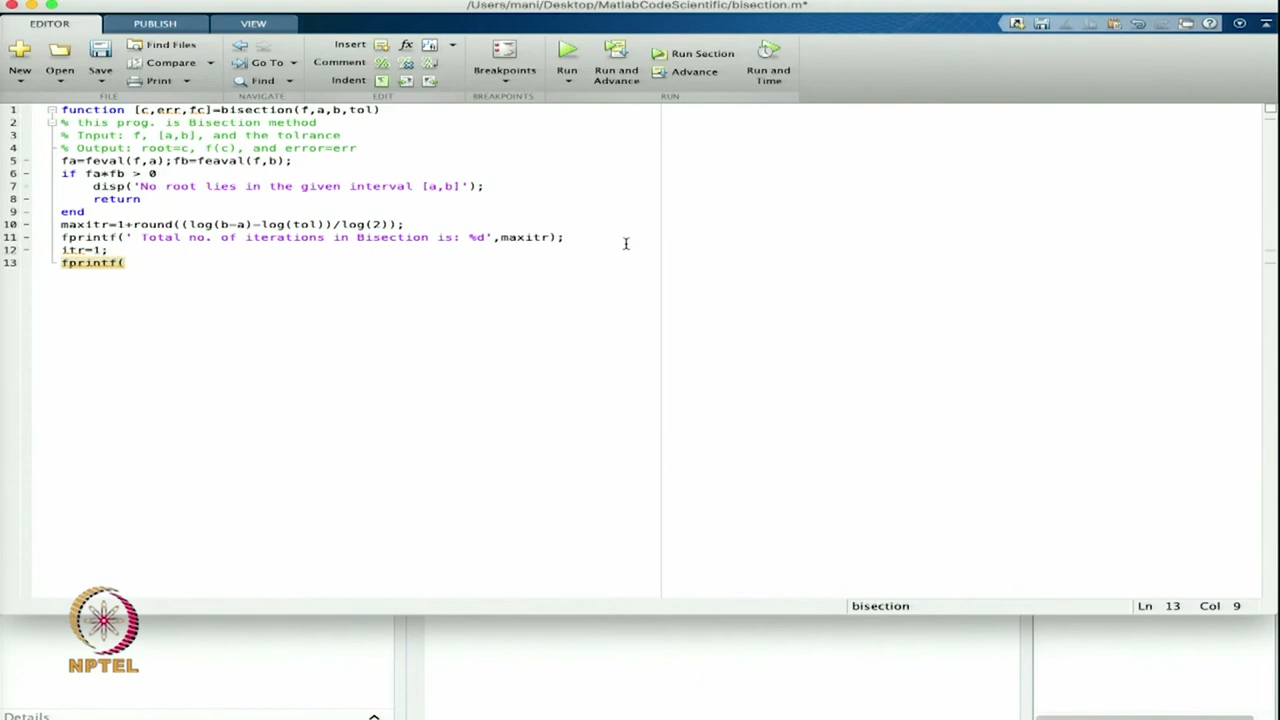 /Users/mani/Desktop/MatlabCodeScientific/bisection.m*
EDITOR PUBLISH VIEW
New Open Save Find Files Compare Print
Go To Find
Insert fx
Comment
Indent
Breakpoints Run Run and Advance Run Section Advance Run and Time
FILE NAVIGATE EDIT BREAKPOINTS RUN
1 function [c,err,fc]=bisection(f,a,b,tol)
2 % this prog. is Bisection method
3 % Input: f, [a,b], and the tolrance
4 % Output: root=c, f(c), and error=err
5 - fa=feval(f,a);fb=feaval(f,b);
6 - if fa*fb > 0
7 - disp('No root lies in the given interval [a,b]');
8 - return
9 - end
10 - maxitr=1+round((log(b-a)-log(tol))/log(2));
11 - fprintf(' Total no. of iterations in Bisection is: %d',maxitr);
12 - itr=1;
13 - fprintf(
bisection Ln 13 Col 9
NPTEL
Details